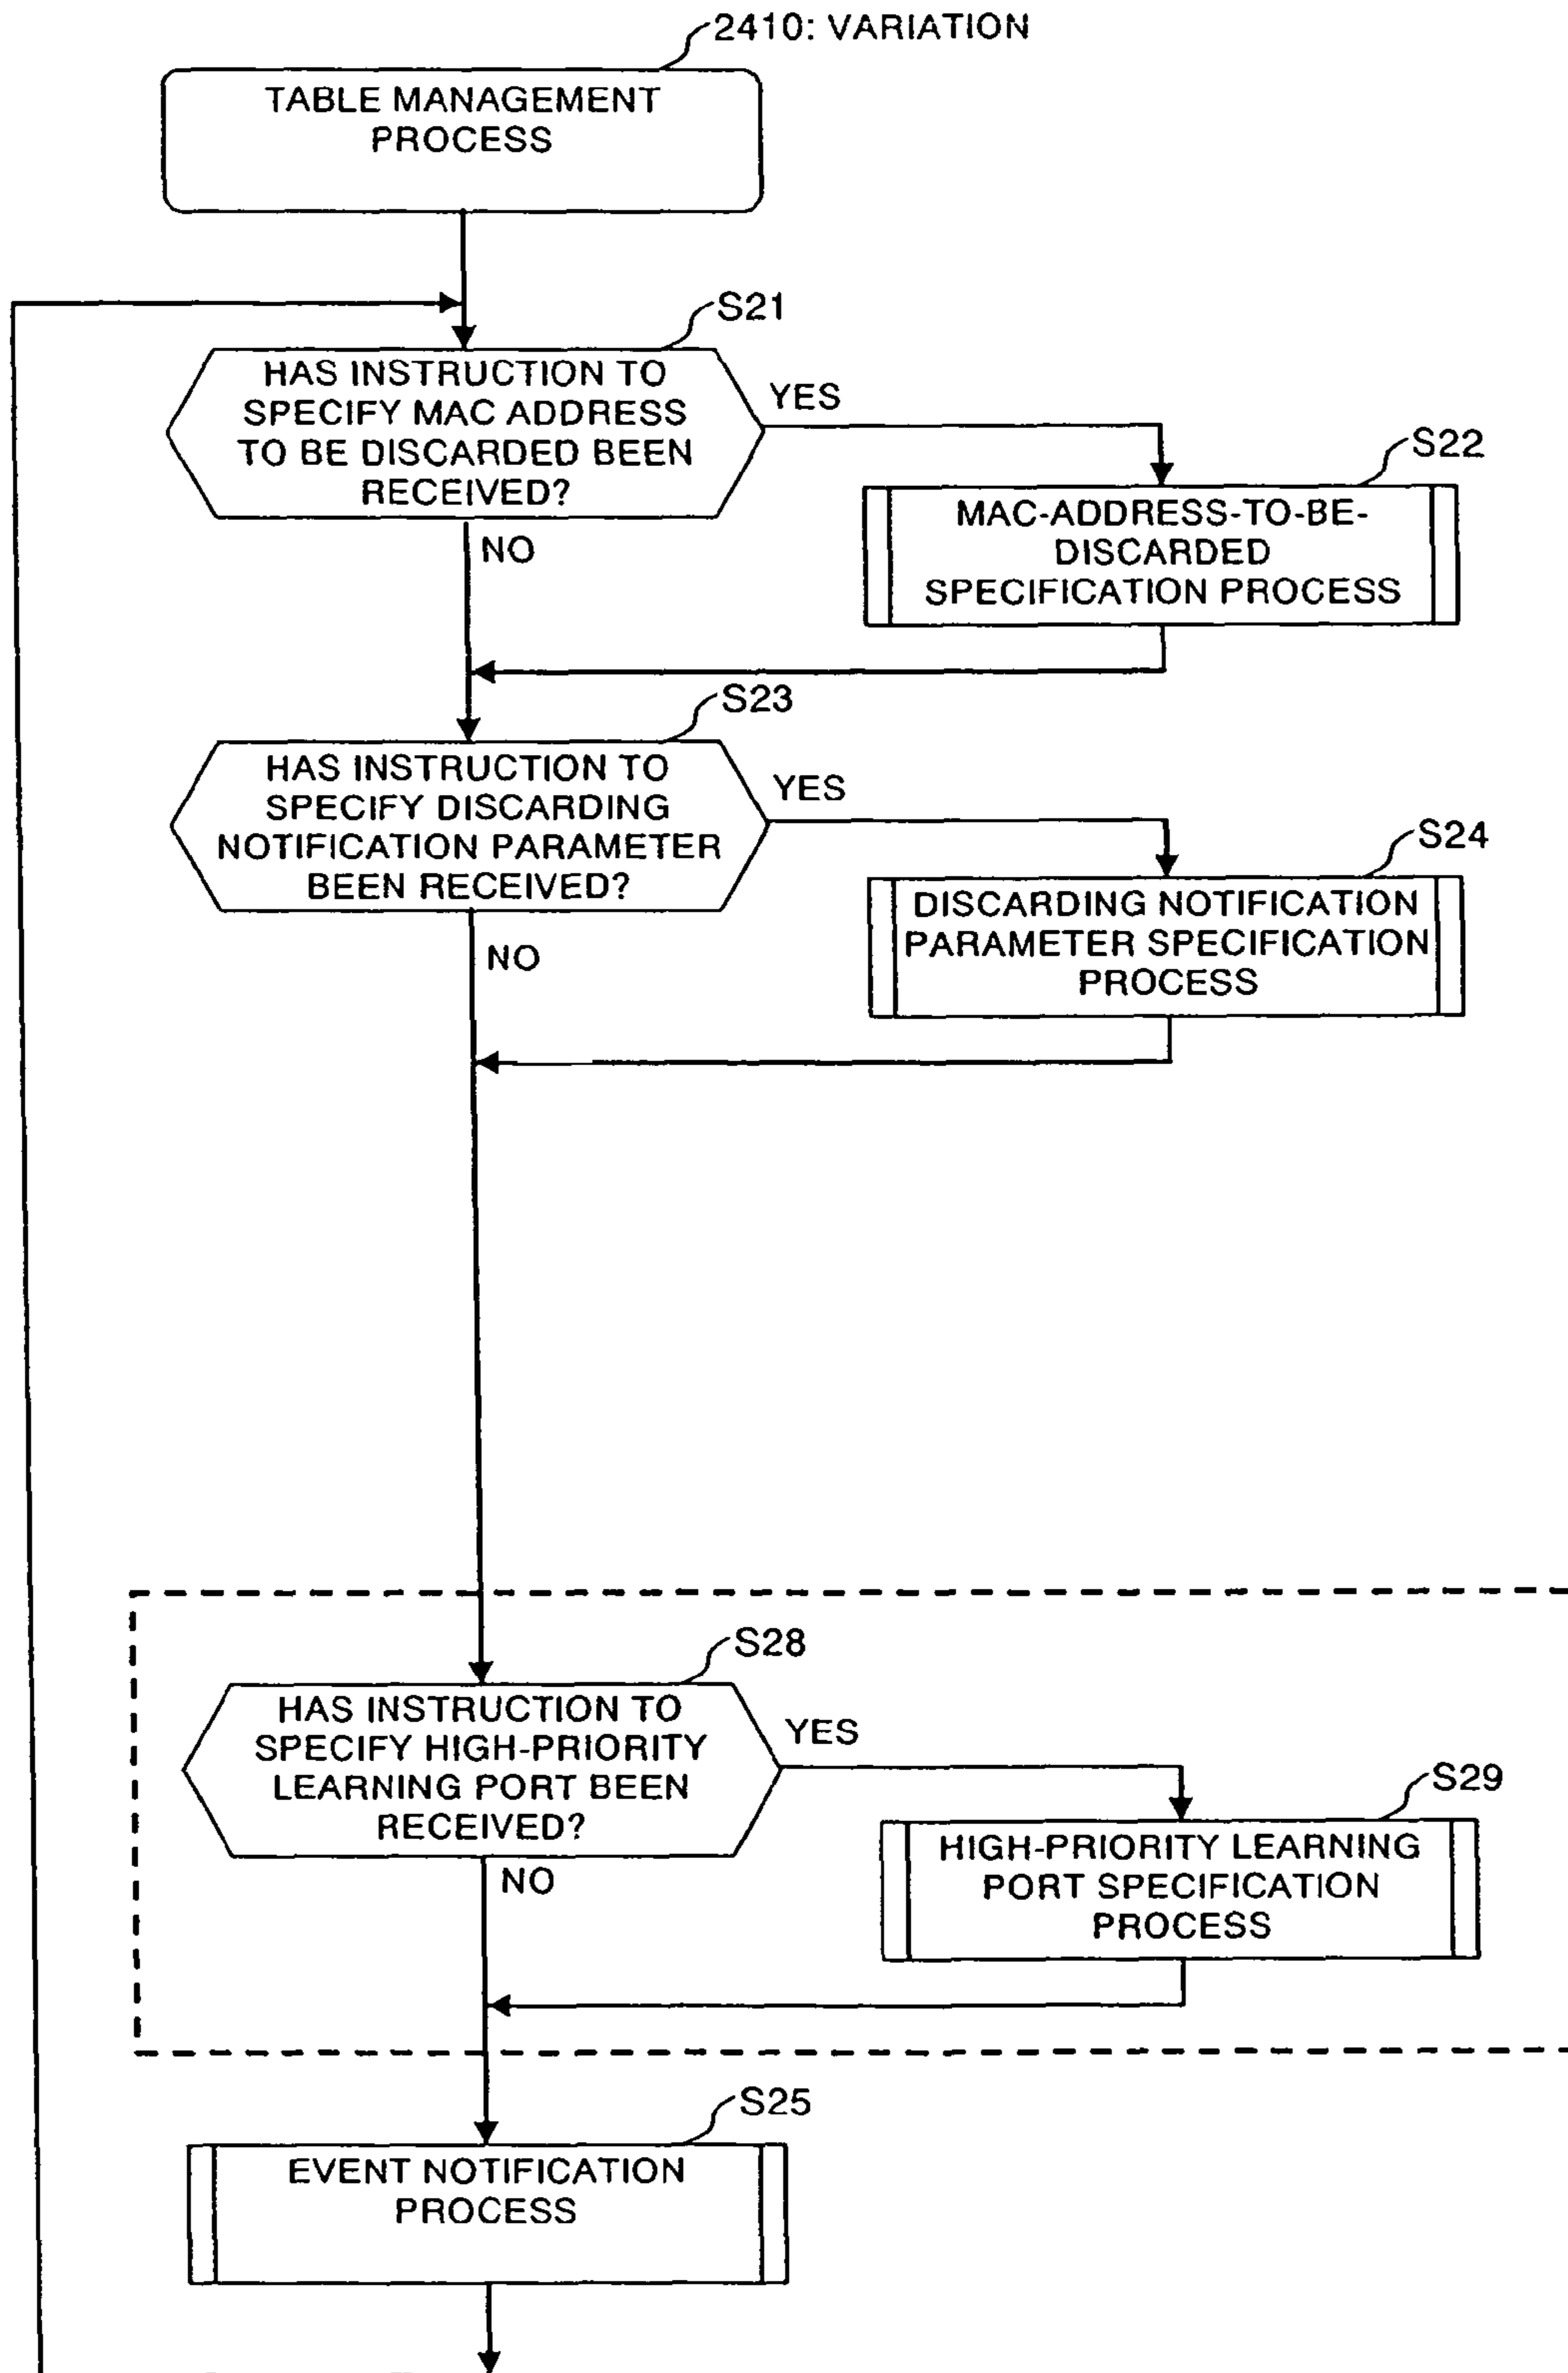 2410: VARIATION
TABLE MANAGEMENT
PROCESS
S21
HAS INSTRUCTION TO
SPECIFY MAC ADDRESS
TO BE DISCARDED BEEN
RECEIVED?
YES
NO
S22
MAC-ADDRESS-TO-BE-
DISCARDED
SPECIFICATION PROCESS
S23
HAS INSTRUCTION TO
SPECIFY DISCARDING
NOTIFICATION PARAMETER
BEEN RECEIVED?
YES
NO
S24
DISCARDING NOTIFICATION
PARAMETER SPECIFICATION
PROCESS
S28
HAS INSTRUCTION TO
SPECIFY HIGH-PRIORITY
LEARNING PORT BEEN
RECEIVED?
YES
NO
S29
HIGH-PRIORITY LEARNING
PORT SPECIFICATION
PROCESS
S25
EVENT NOTIFICATION
PROCESS